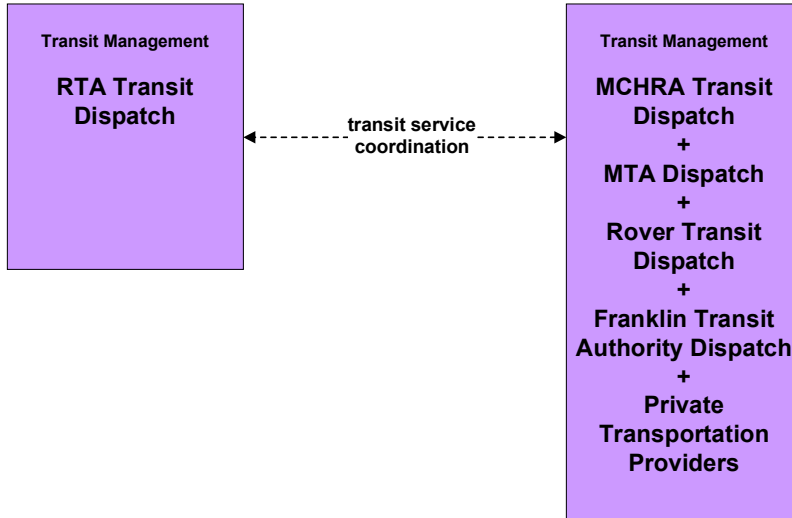 Transit Management
RTA Transit
Dispatch
transit service
coordination
Transit Management
MCHRA Transit
Dispatch
+
MTA Dispatch
+
Rover Transit
Dispatch
+
Franklin Transit
Authority Dispatch
+
Private
Transportation
Providers